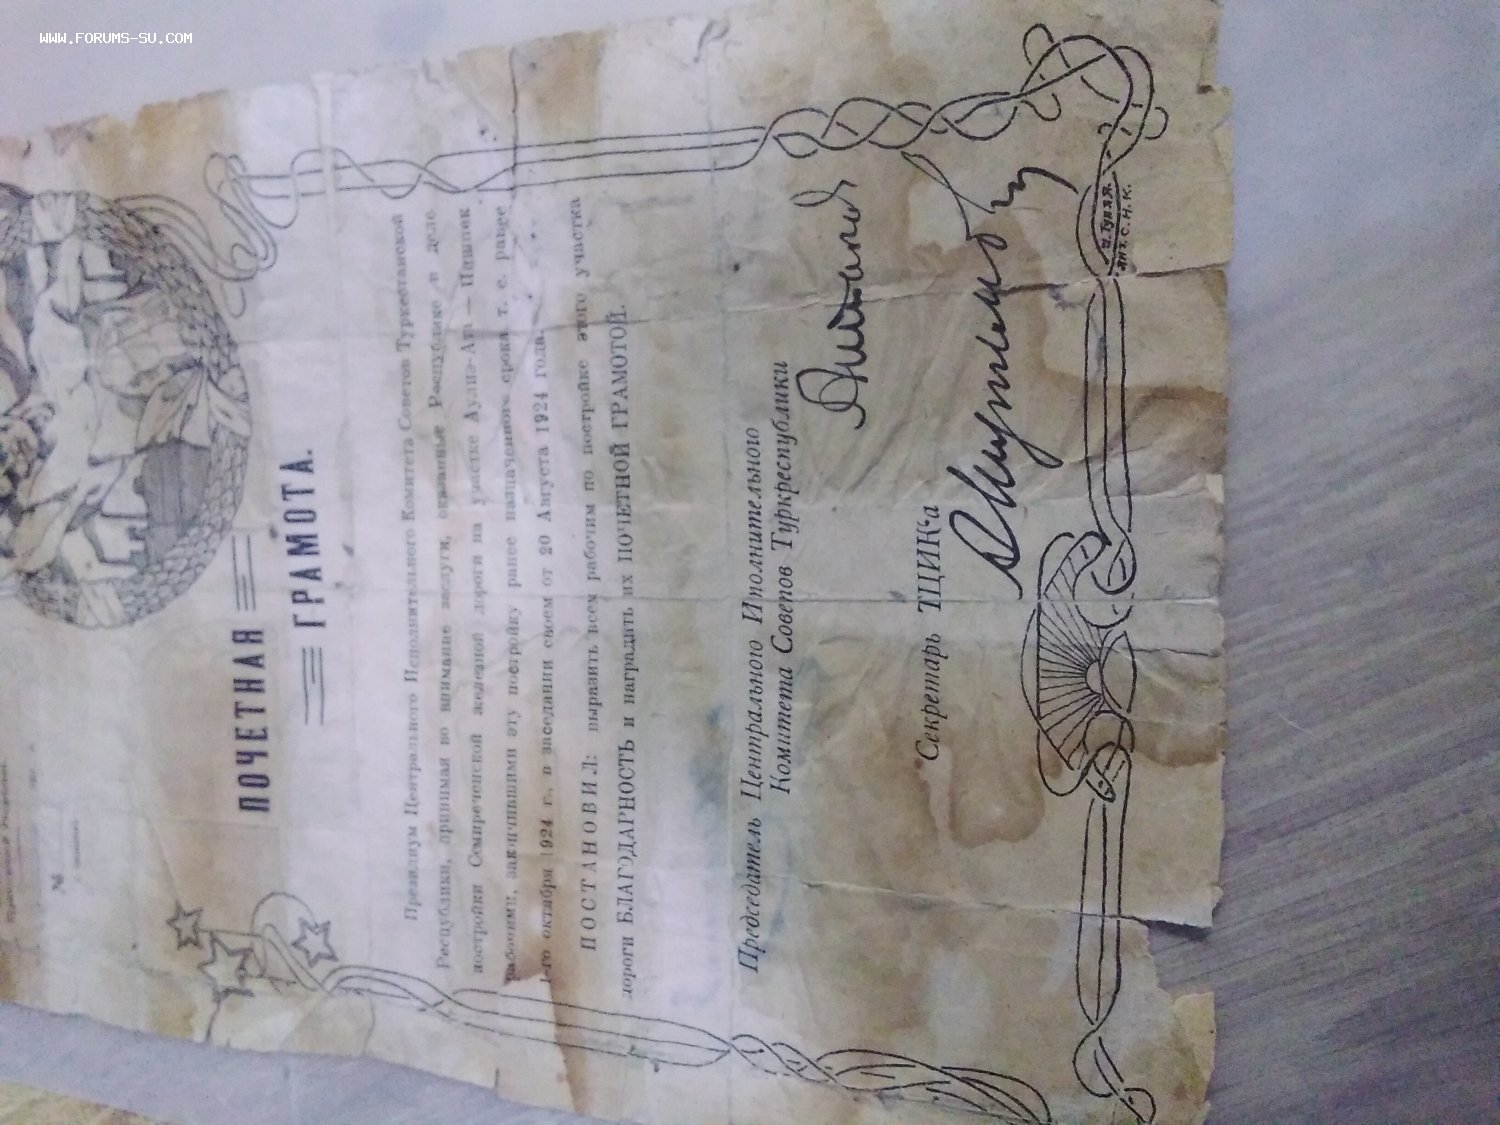 WWW.FORUMS-SU.COM
№
ПОЧЕТНАЯ
ГРАМОТА.
Президиум Центрального Исполнительного Комитета Советов Туркестанской
Республики, принимая во внимание заслуги, оказанные Республике в деле
постройки Семиреченской железной дороги на участке Аулиэ-Ата — Пишпек
рабочими, закончившими эту постройку ранее назначенного срока, т. е. ранее
1-го октября 1924 г., в заседании своем от 20 Августа 1924 года.
ПОСТАНОВИЛ: выразить всем рабочим по постройке этого участка
дороги БЛАГОДАРНОСТЬ и наградить их ПОЧЕТНОЙ ГРАМОТОЙ.
Председатель Центрального Исполнительного
Комитета Советов Туркреспублики
Секретарь ТЦИК'а
С. Н. К.